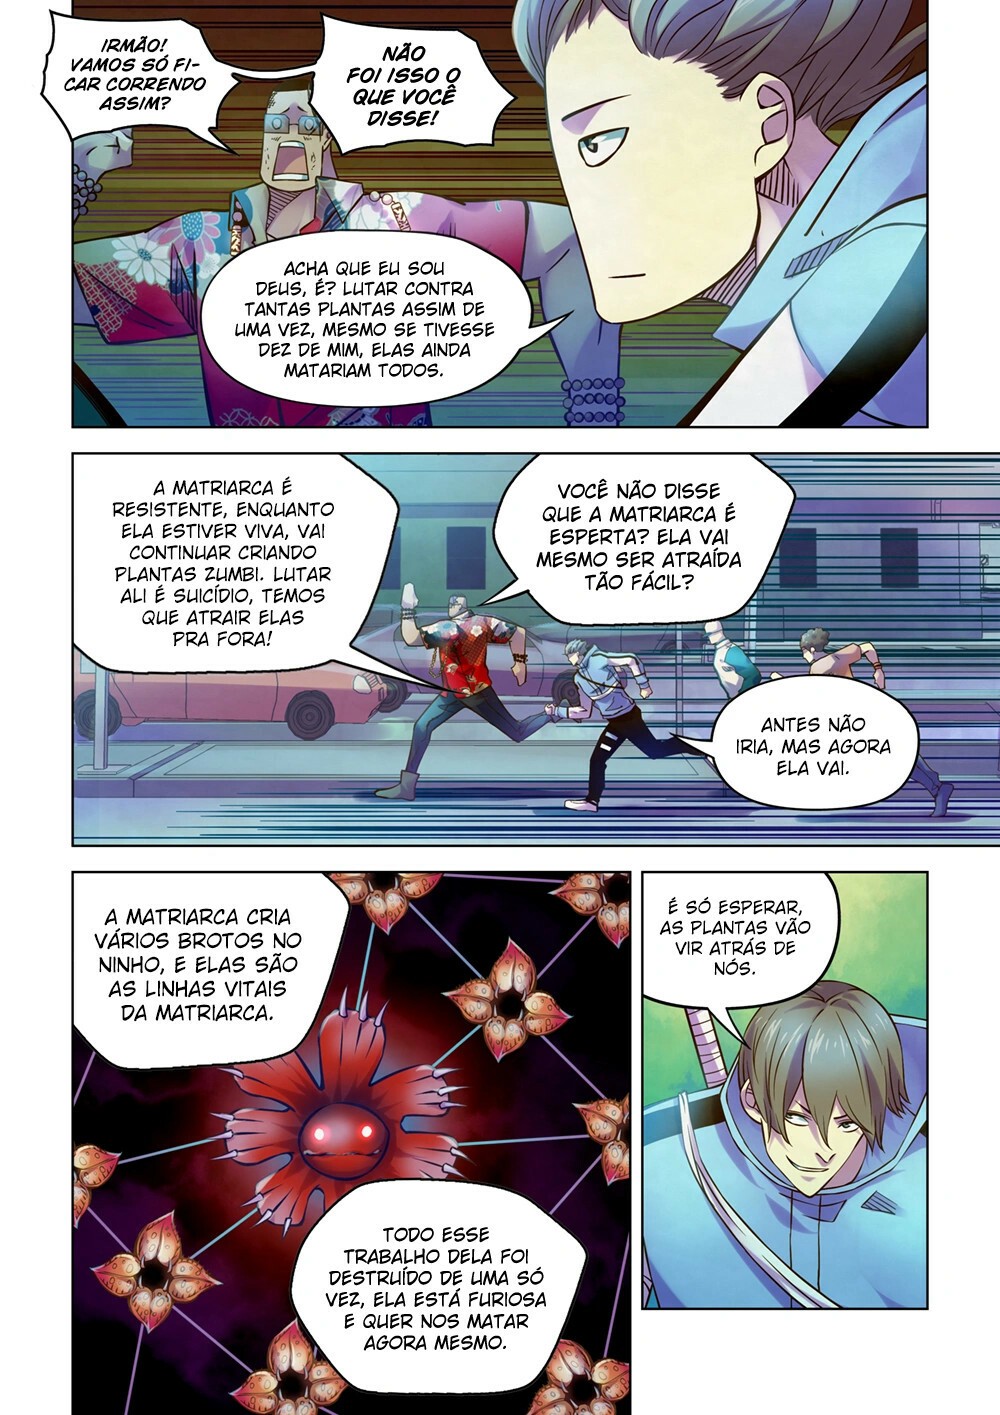 IRMÃO!
VAMOS SÓ FI-
CAR CORRENDO
ASSIM?
NÃO
FOI ISSO O
QUE VOCÊ
DISSE!
ACHA QUE EU SOU
DEUS, É? LUTAR CONTRA
TANTAS PLANTAS ASSIM DE
UMA VEZ, MESMO SE TIVESSE
DEZ DE MIM, ELAS AINDA
MATARIAM TODOS.
A MATRIARCA É
RESISTENTE, ENQUANTO
ELA ESTIVER VIVA, VAI
CONTINUAR CRIANDO
PLANTAS ZUMBI. LUTAR
ALI É SUICÍDIO, TEMOS
QUE ATRAIR ELAS
PRA FORA!
VOCÊ NÃO DISSE
QUE A MATRIARCA É
ESPERTA? ELA VAI
MESMO SER ATRAÍDA
TÃO FÁCIL?
ANTES NÃO
IRIA, MAS AGORA
ELA VAI.
A MATRIARCA CRIA
VÁRIOS BROTOS NO
NINHO, E ELAS SÃO
AS LINHAS VITAIS
DA MATRIARCA.
TODO ESSE
TRABALHO DELA FOI
DESTRUÍDO DE UMA SÓ
VEZ, ELA ESTÁ FURIOSA
E QUER NOS MATAR
AGORA MESMO.
É SÓ ESPERAR,
AS PLANTAS VÃO
VIR ATRÁS DE
NÓS.